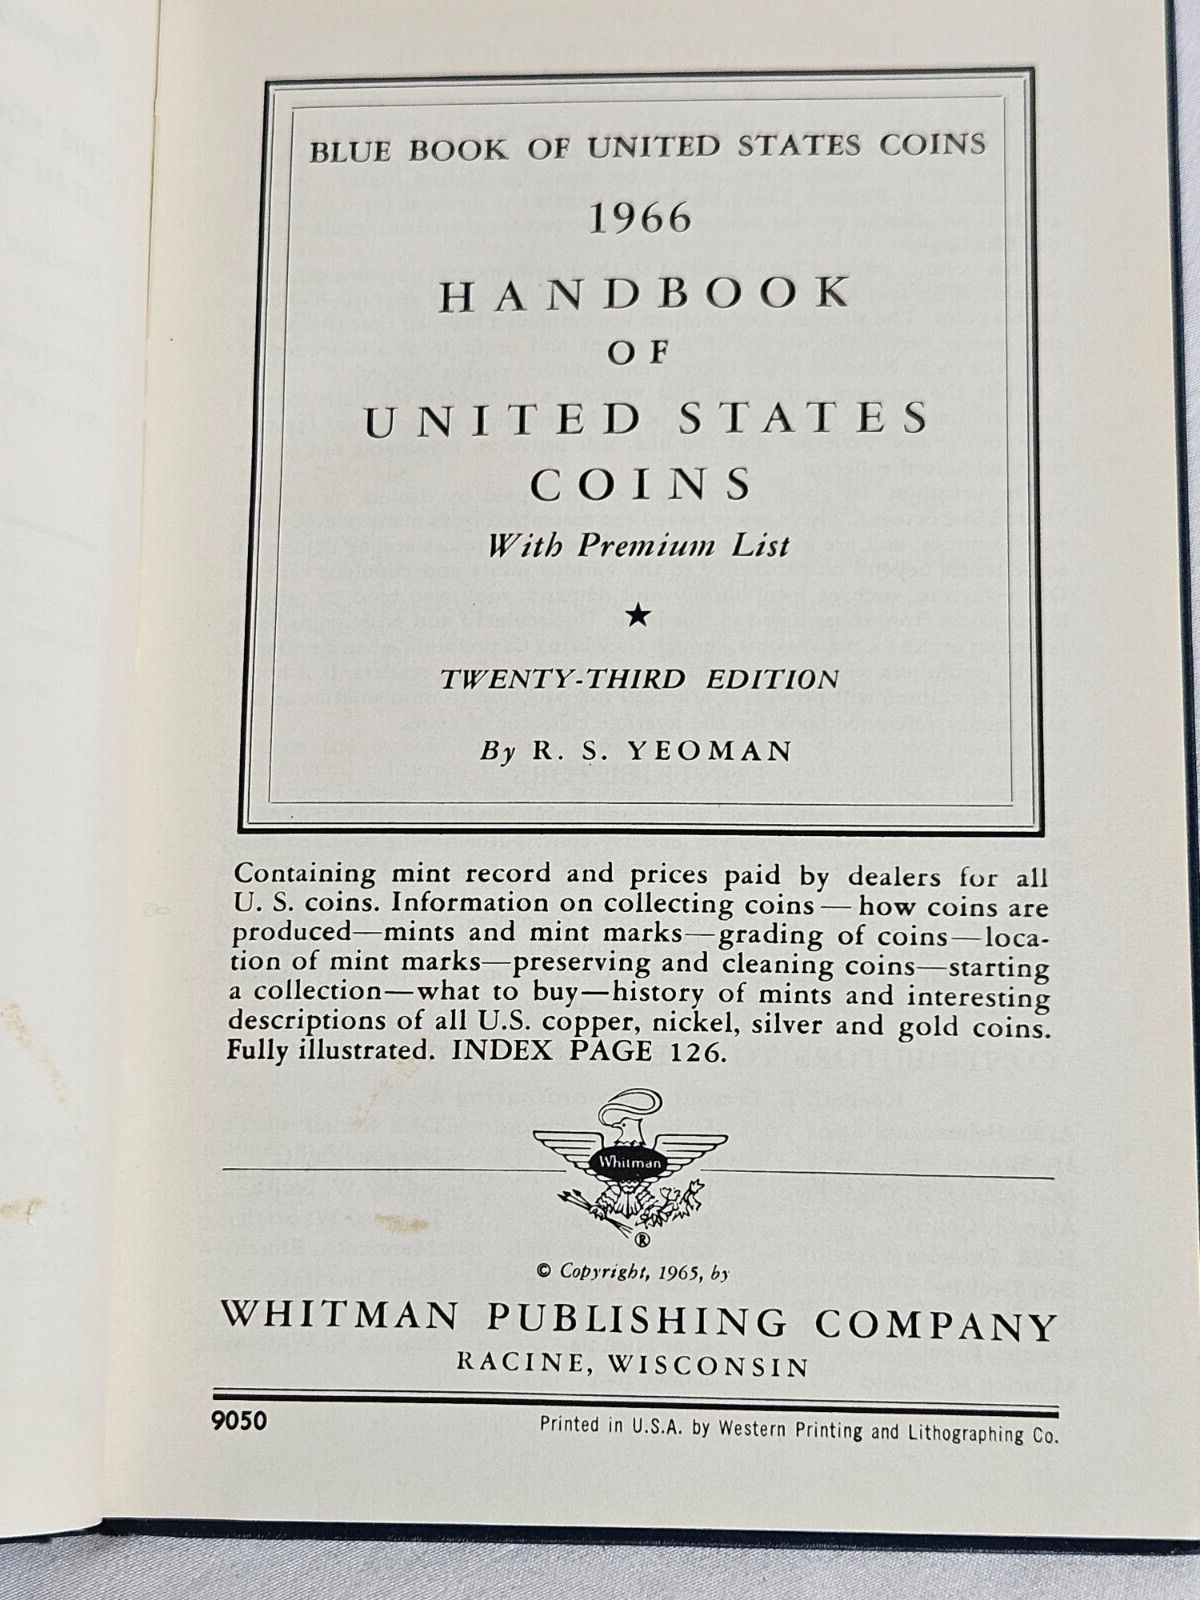 BLUE BOOK OF UNITED STATES COINS
1966
HANDBOOK
OF
UNITED STATES
COINS
With Premium List
★
TWENTY-THIRD EDITION
By R. S. YEOMAN
Containing mint record and prices paid by dealers for all
U. S. coins. Information on collecting coins—how coins are
produced—mints and mint marks—grading of coins—loca-
tion of mint marks—preserving and cleaning coins—starting
a collection—what to buy—history of mints and interesting
descriptions of all U.S. copper, nickel, silver and gold coins.
Fully illustrated. INDEX PAGE 126.
Whitman
®
© Copyright, 1965, by
WHITMAN PUBLISHING COMPANY
RACINE, WISCONSIN
9050 Printed in U.S.A. by Western Printing and Lithographing Co.